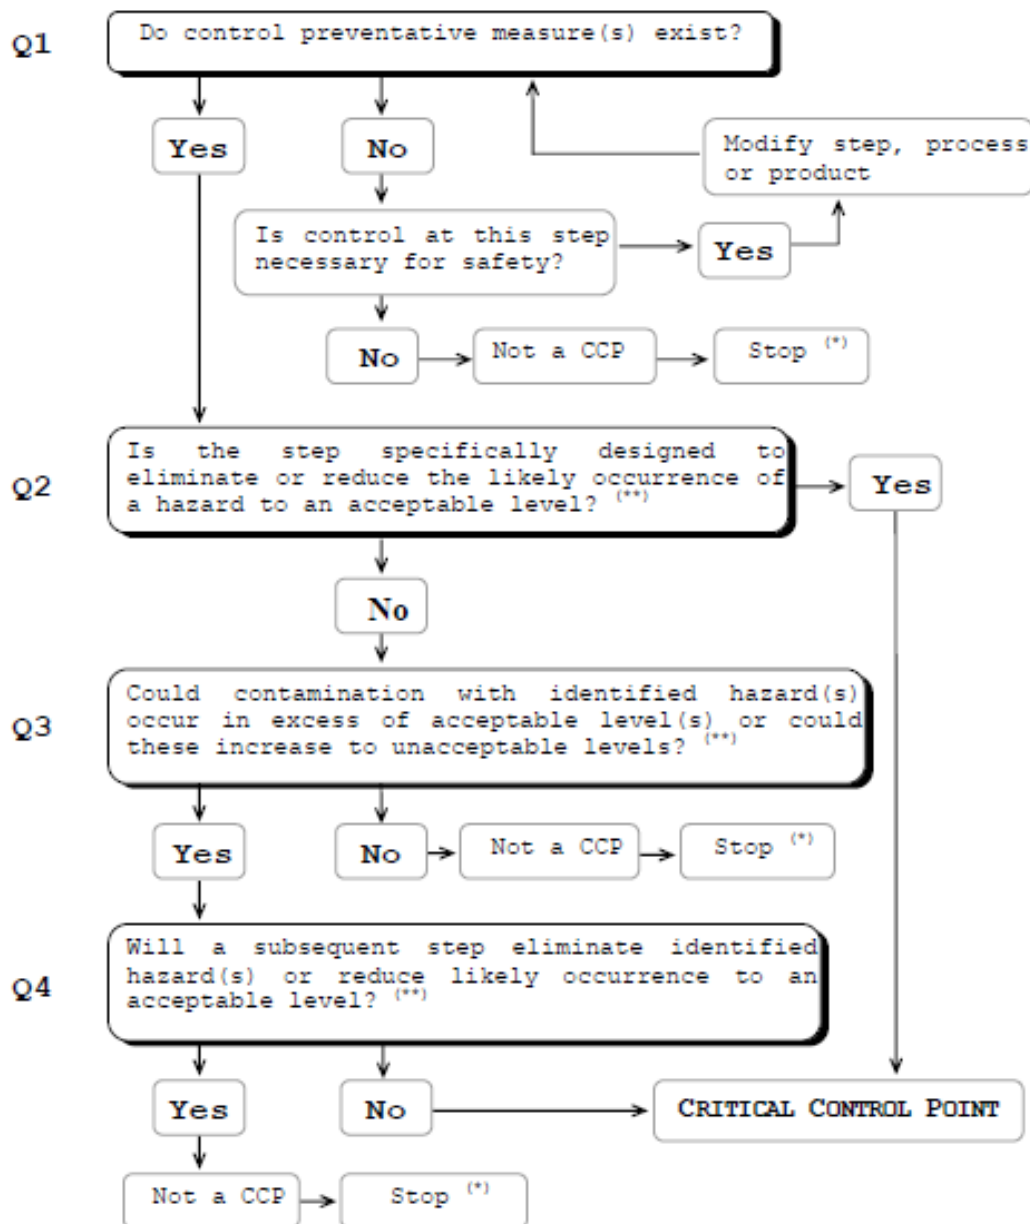 Q1
Do control preventative measure(s) exist?
Yes
No
Modify step, process
or product
Is control at this step
necessary for safety?
Yes
No
Not a CCP
Stop (*)
Q2
Is the step specifically designed to
eliminate or reduce the likely occurrence of
a hazard to an acceptable level? (**)
Yes
No
Q3
Could contamination with identified hazard(s)
occur in excess of acceptable level(s) or could
these increase to unacceptable levels? (**)
Yes
No
Not a CCP
Stop (*)
Q4
Will a subsequent step eliminate identified
hazard(s) or reduce likely occurrence to an
acceptable level? (**)
Yes
No
CRITICAL CONTROL POINT
Not a CCP
Stop (*)